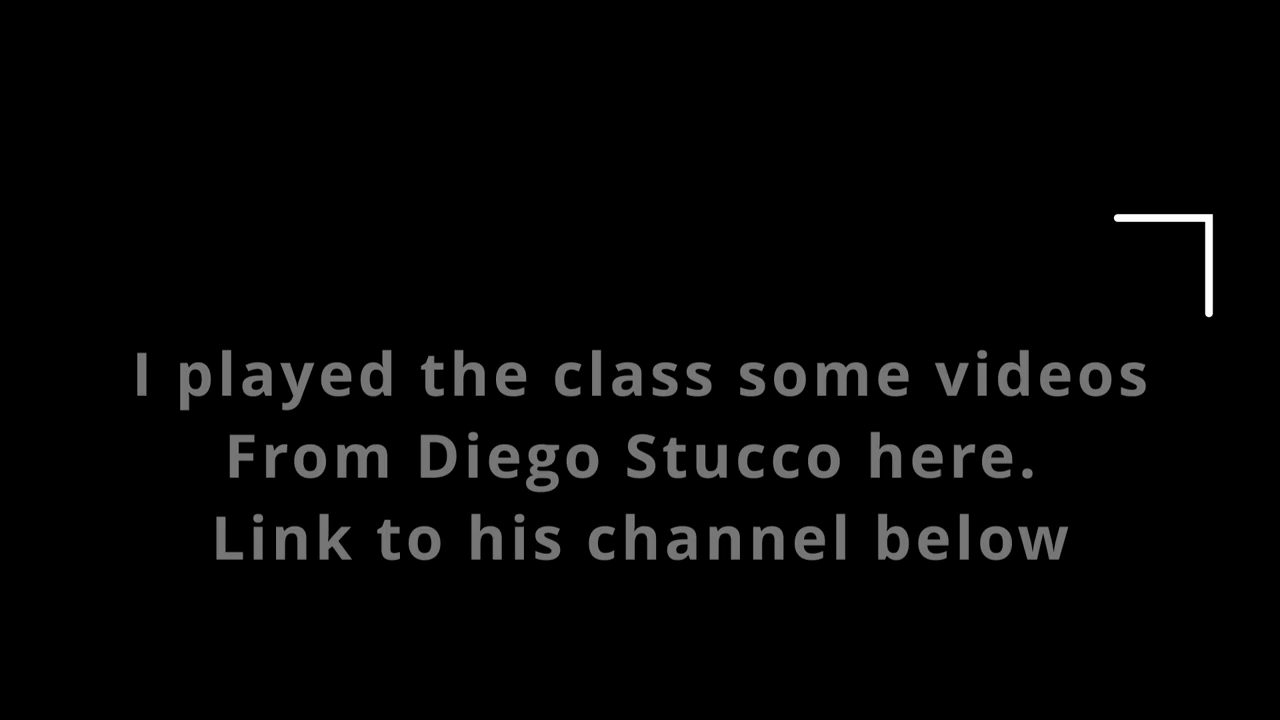 I played the class some videos
From Diego Stucco here.
Link to his channel below